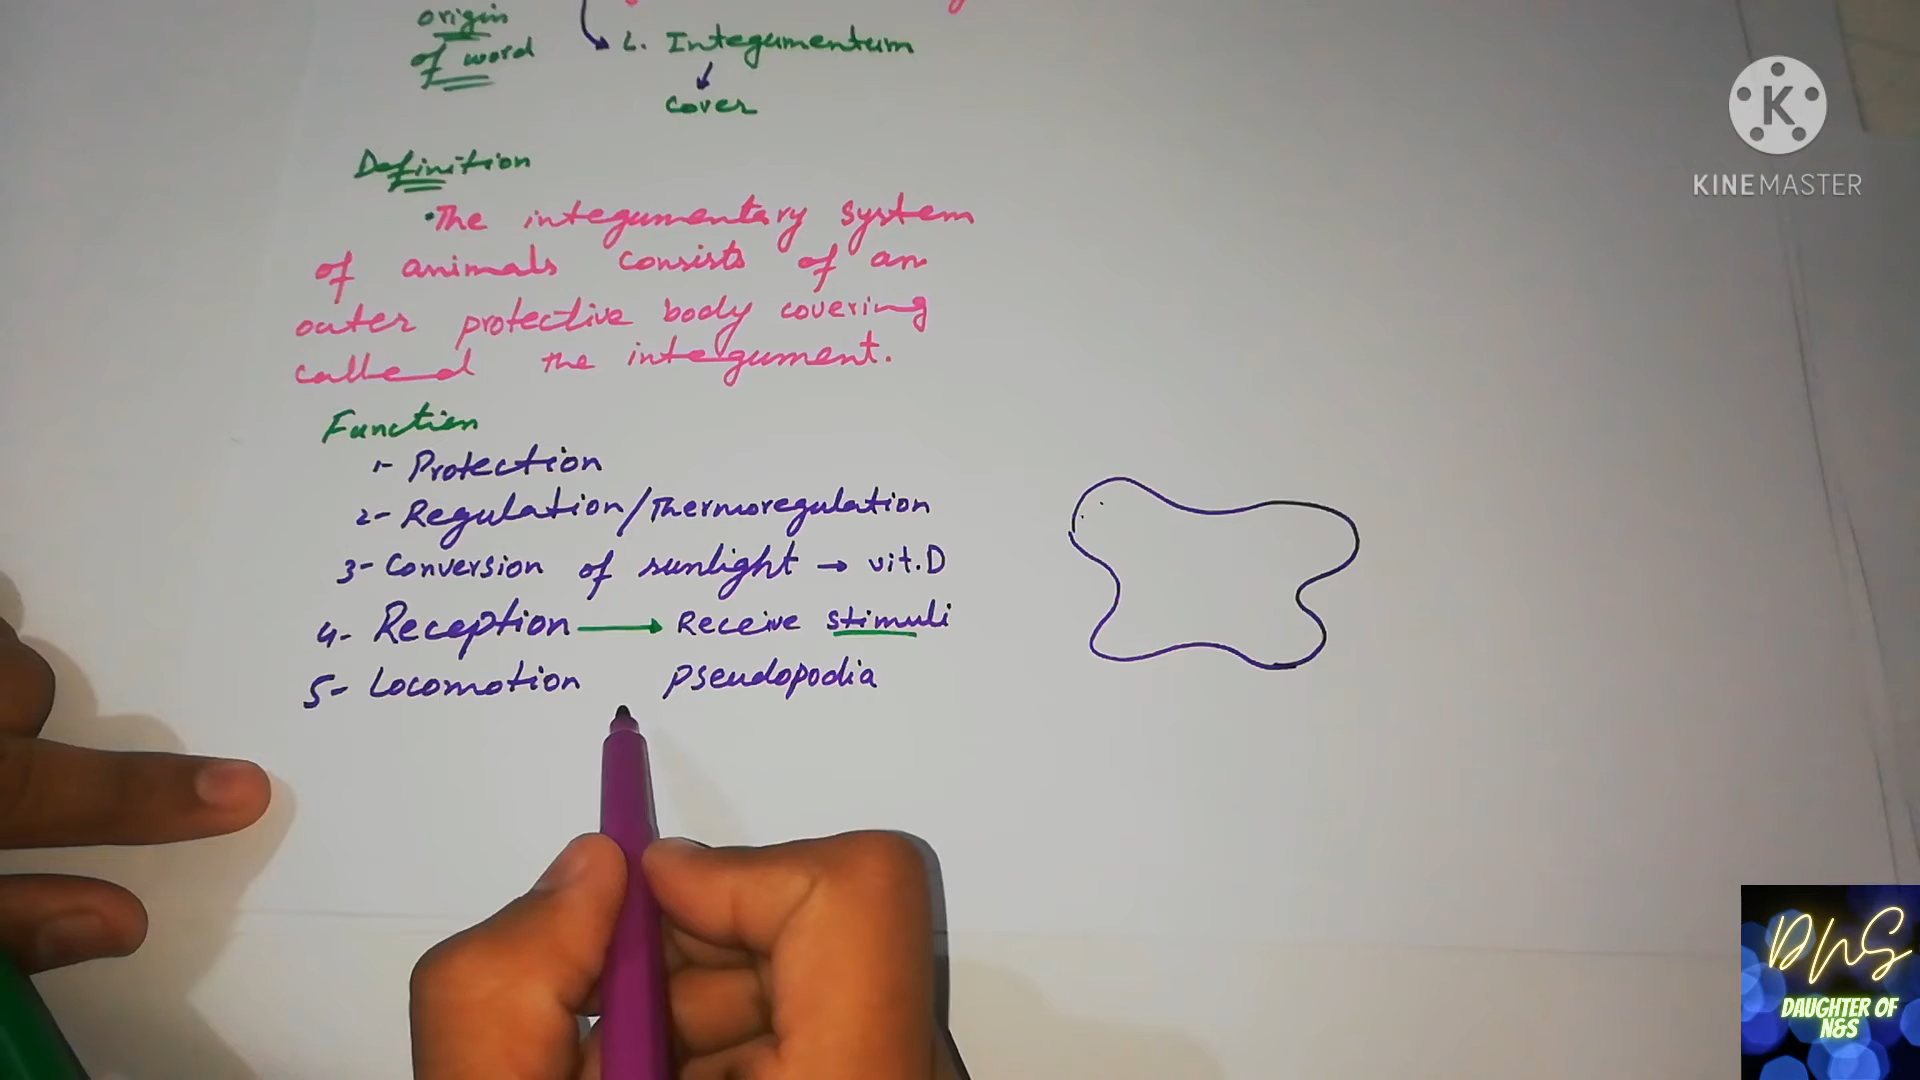 origin
of word
L. Integumentum
Cover
Definition
•The integumentary system
of animals consists of an
outer protective body covering
called the integument.
Function
1- Protection
2- Regulation/Thermoregulation
3- Conversion of sunlight → vit.D
4- Reception → Receive stimuli
5- Locomotion pseudopodia
K
KINEMASTER
DNS
DAUGHTER OF
N&S